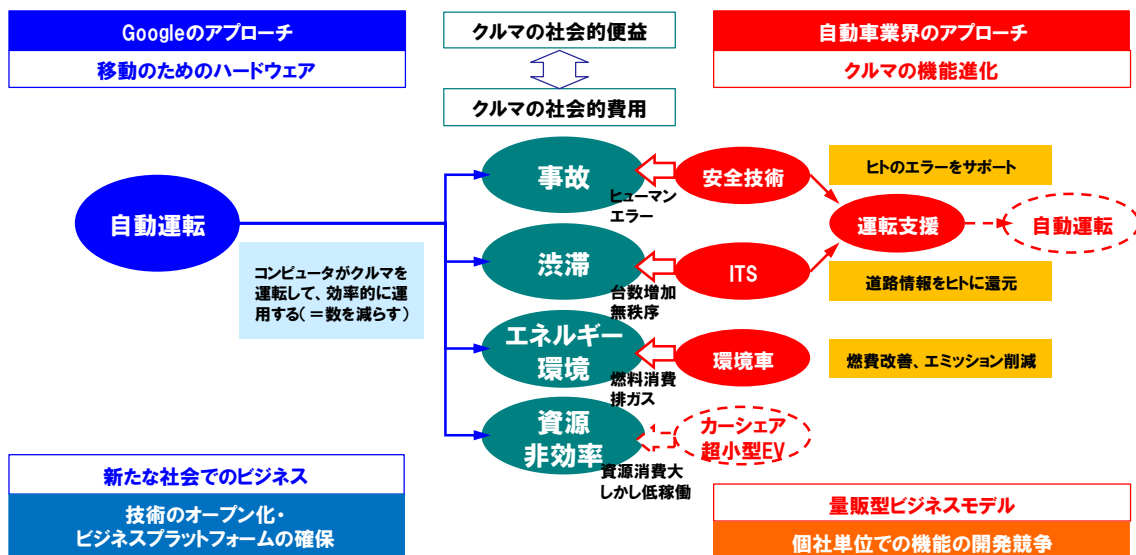 Googleのアプローチ
移動のためのハードウェア
クルマの社会的便益
クルマの社会的費用
自動車業界のアプローチ
クルマの機能進化
自動運転
コンピュータがクルマを
運転して、効率的に運
用する(＝数を減らす)
事故
ヒューマン
エラー
渋滞
台数増加
無秩序
エネルギー
環境
燃料消費
排ガス
資源
非効率
資源消費大
しかし低稼働
安全技術
ITS
環境車
カーシェア
超小型EV
ヒトのエラーをサポート
運転支援
自動運転
道路情報をヒトに還元
燃費改善、エミッション削減
新たな社会でのビジネス
技術のオープン化・
ビジネスプラットフォームの確保
量販型ビジネスモデル
個社単位での機能の開発競争